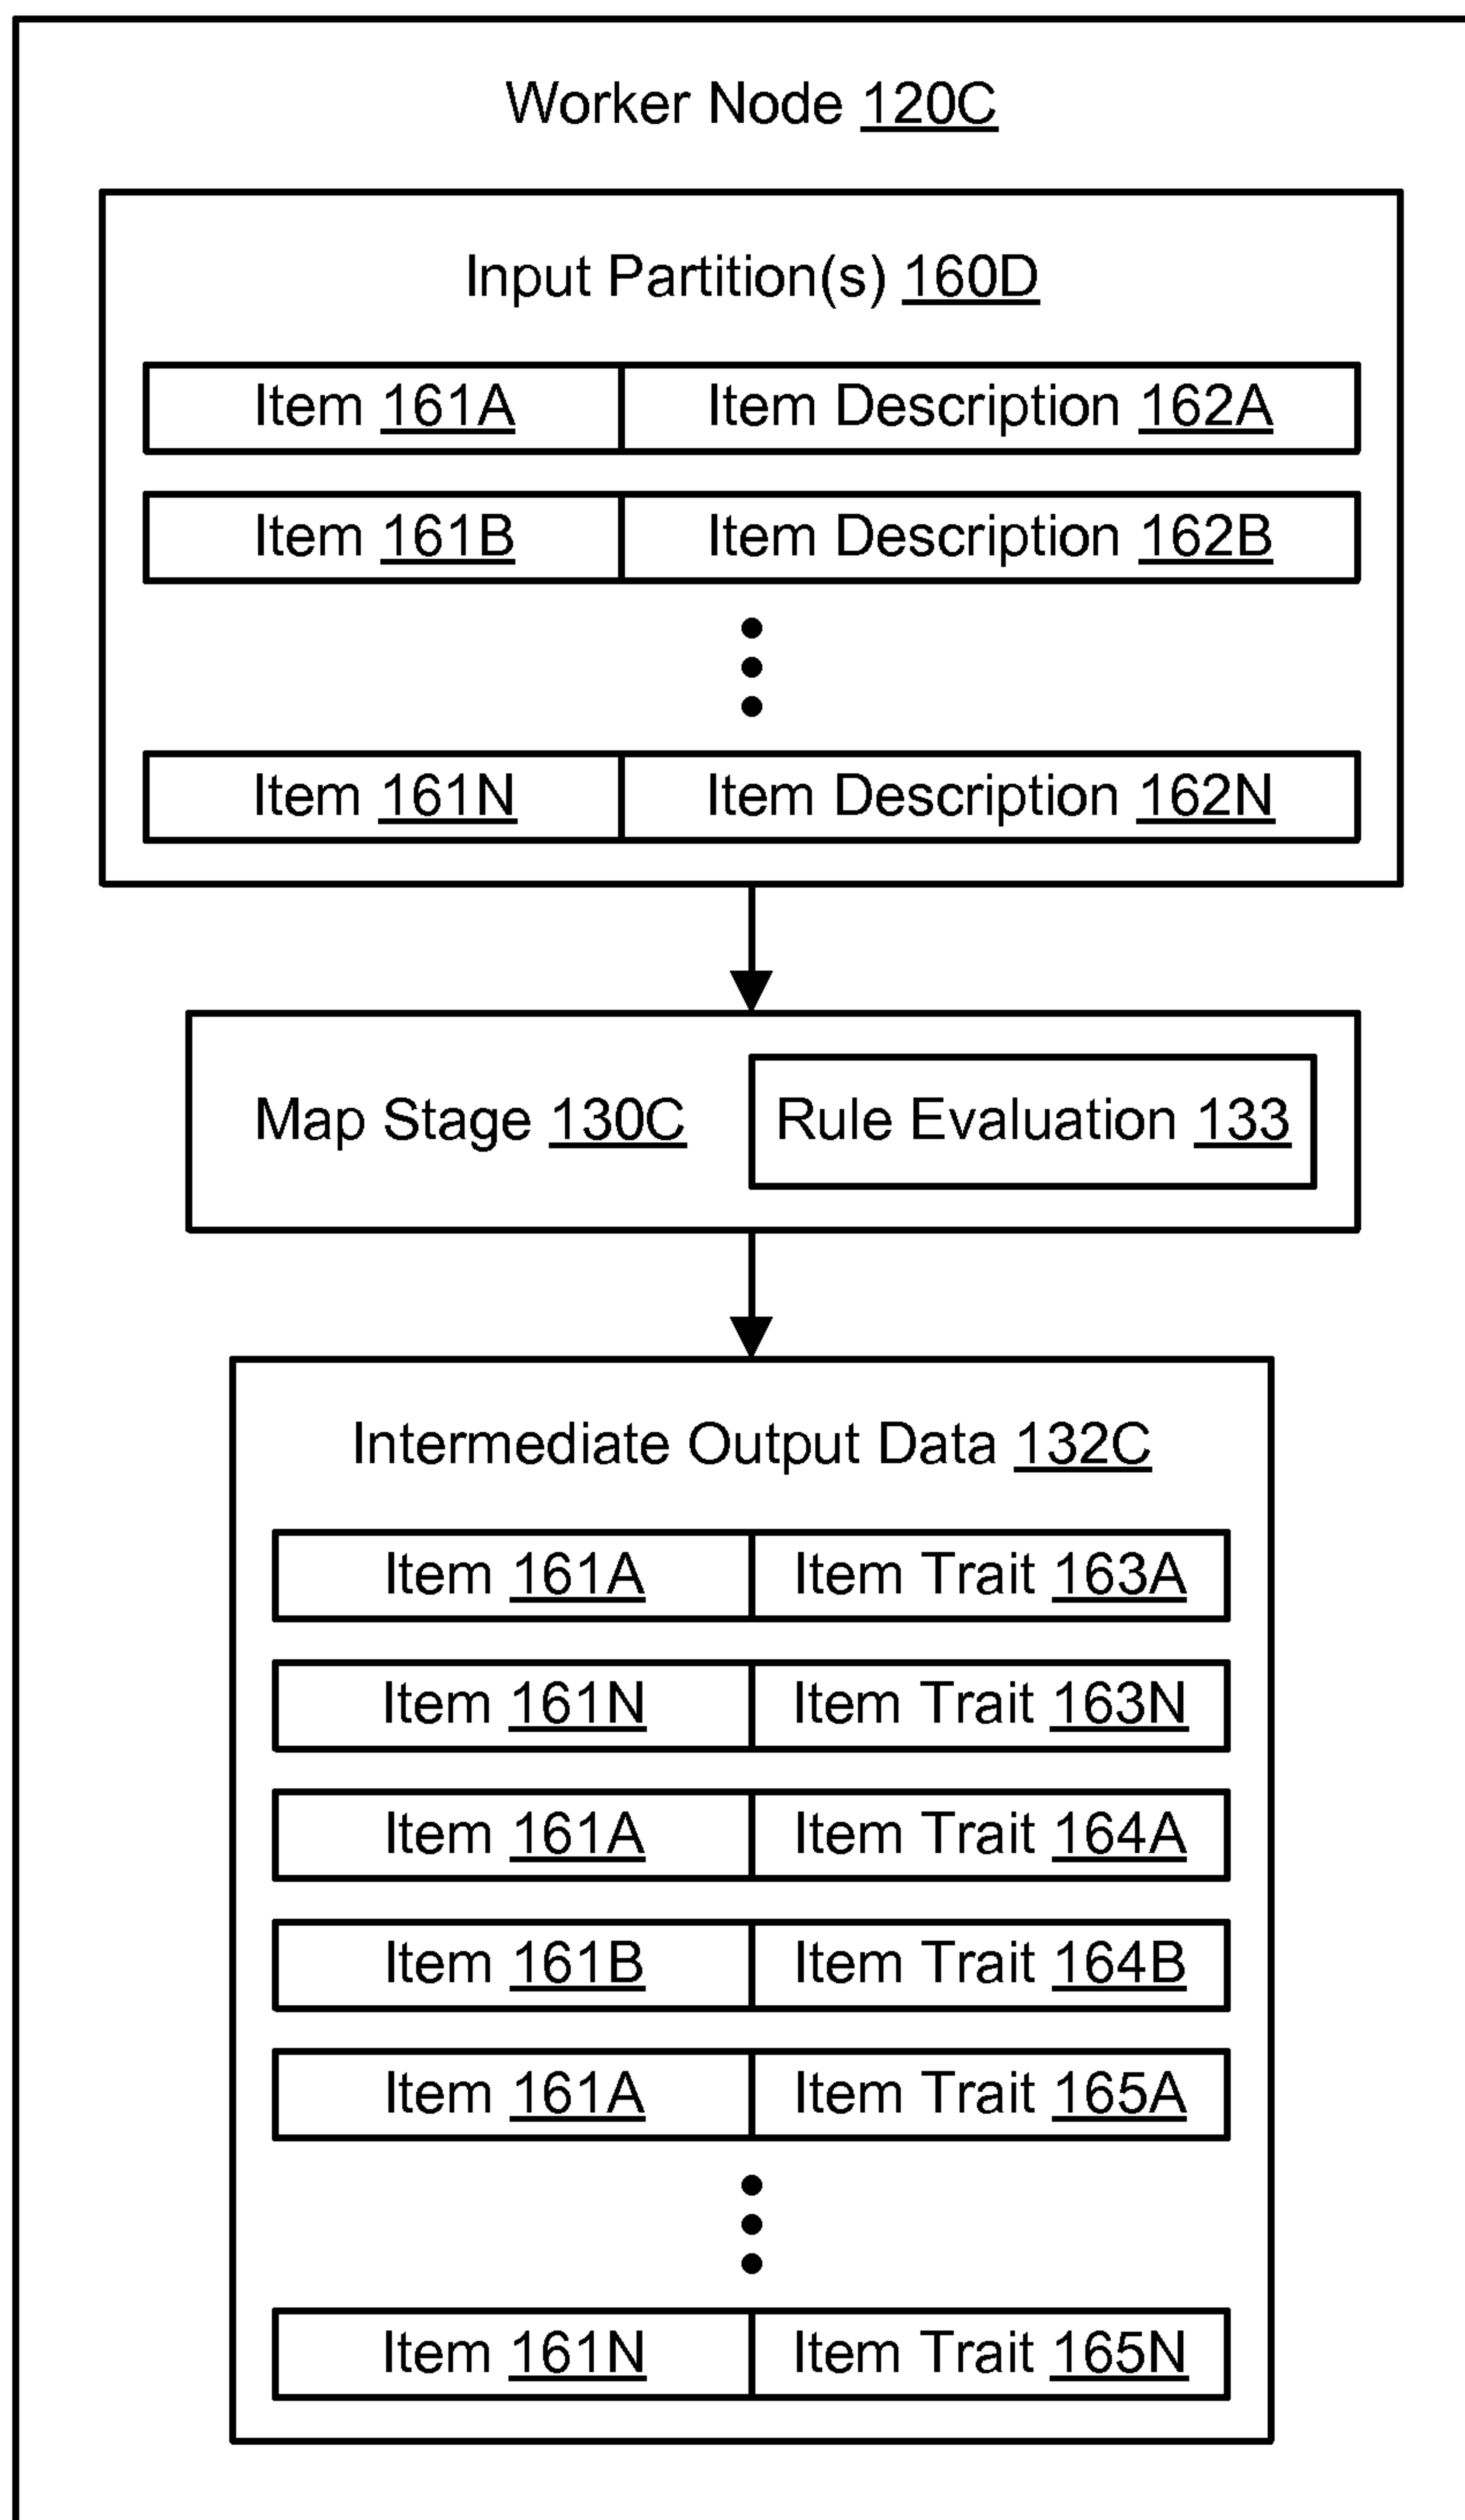 Worker Node 120C
Input Partition(s) 160D
Item 161A Item Description 162A
Item 161B Item Description 162B
Item 161N Item Description 162N
Map Stage 130C Rule Evaluation 133
Intermediate Output Data 132C
Item 161A Item Trait 163A
Item 161N Item Trait 163N
Item 161A Item Trait 164A
Item 161B Item Trait 164B
Item 161A Item Trait 165A
Item 161N Item Trait 165N